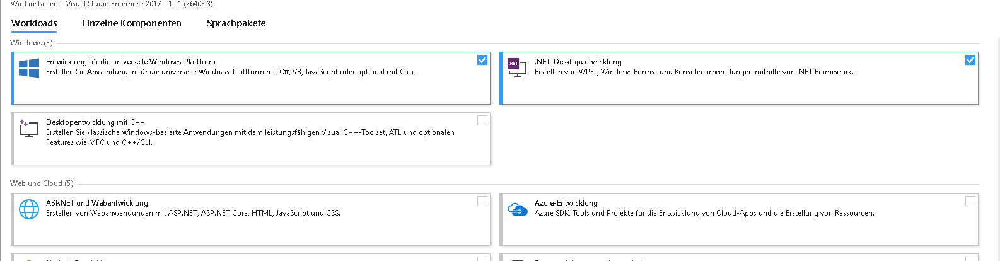 Wird installiert – Visual Studio Enterprise 2017 – 15.1 (26403.3)
Workloads Einzelne Komponenten Sprachpakete
Windows (3)
Entwicklung für die universelle Windows-Plattform
Erstellen Sie Anwendungen für die universelle Windows-Plattform mit C#, VB, JavaScript oder optional mit C++.
.NET
.NET-Desktopentwicklung
Erstellen von WPF-, Windows Forms- und Konsolenanwendungen mithilfe von .NET Framework.
Desktopentwicklung mit C++
Erstellen Sie klassische Windows-basierte Anwendungen mit dem leistungsfähigen Visual C++-Toolset, ATL und optionalen
Features wie MFC und C++/CLI.
Web und Cloud (5)
ASP.NET und Webentwicklung
Erstellen von Webanwendungen mit ASP.NET, ASP.NET Core, HTML, JavaScript und CSS.
Azure-Entwicklung
Azure SDK, Tools und Projekte für die Entwicklung von Cloud-Apps und die Erstellung von Ressourcen.